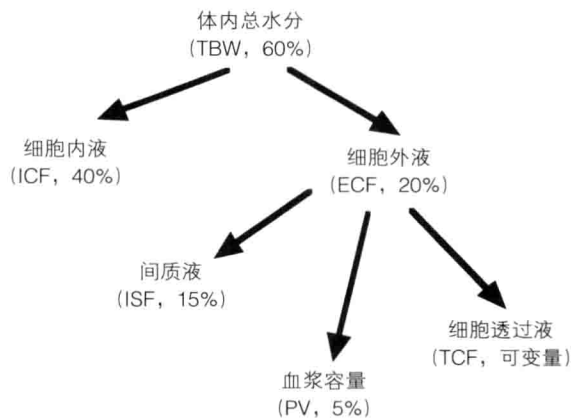 体内总水分
(TBW，60%)
细胞内液
(ICF，40%)
细胞外液
(ECF，20%)
间质液
(ISF，15%)
细胞透过液
(TCF，可变量)
血浆容量
(PV，5%)